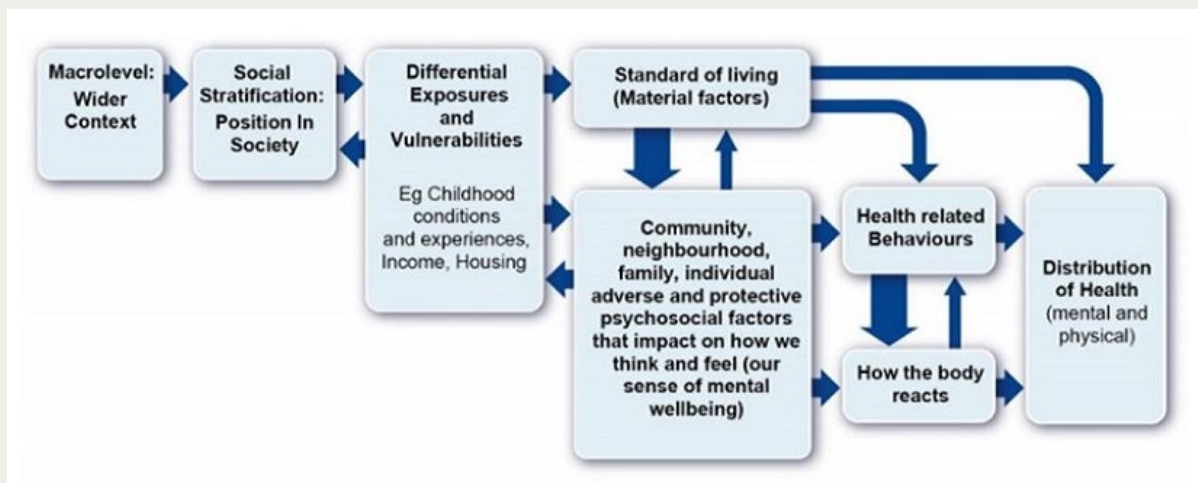 Macrolevel:
Wider
Context
Social
Stratification:
Position In
Society
Differential
Exposures
and
Vulnerabilities
Eg Childhood
conditions
and experiences,
Income, Housing
Standard of living
(Material factors)
Community,
neighbourhood,
family, individual
adverse and protective
psychosocial factors
that impact on how we
think and feel (our
sense of mental
wellbeing)
Health related
Behaviours
How the body
reacts
Distribution
of Health
(mental and
physical)